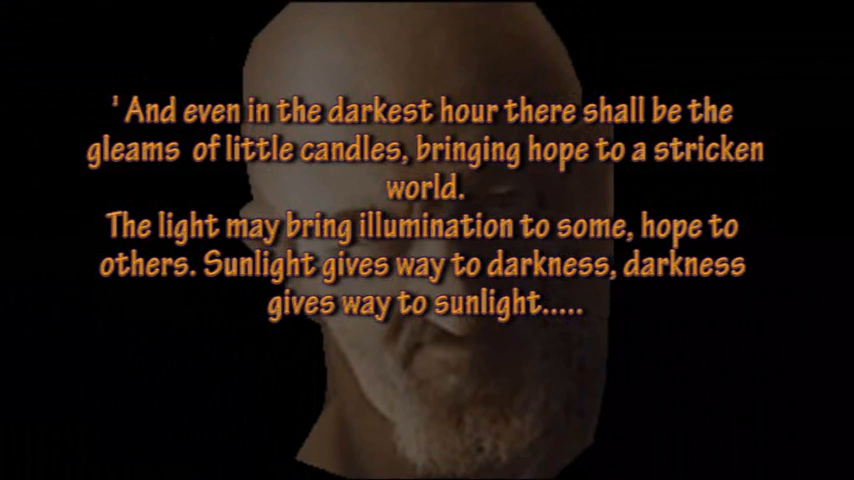 ' And even in the darkest hour there shall be the
gleams of little candles, bringing hope to a stricken
world.
The light may bring illumination to some, hope to
others. Sunlight gives way to darkness, darkness
gives way to sunlight.....